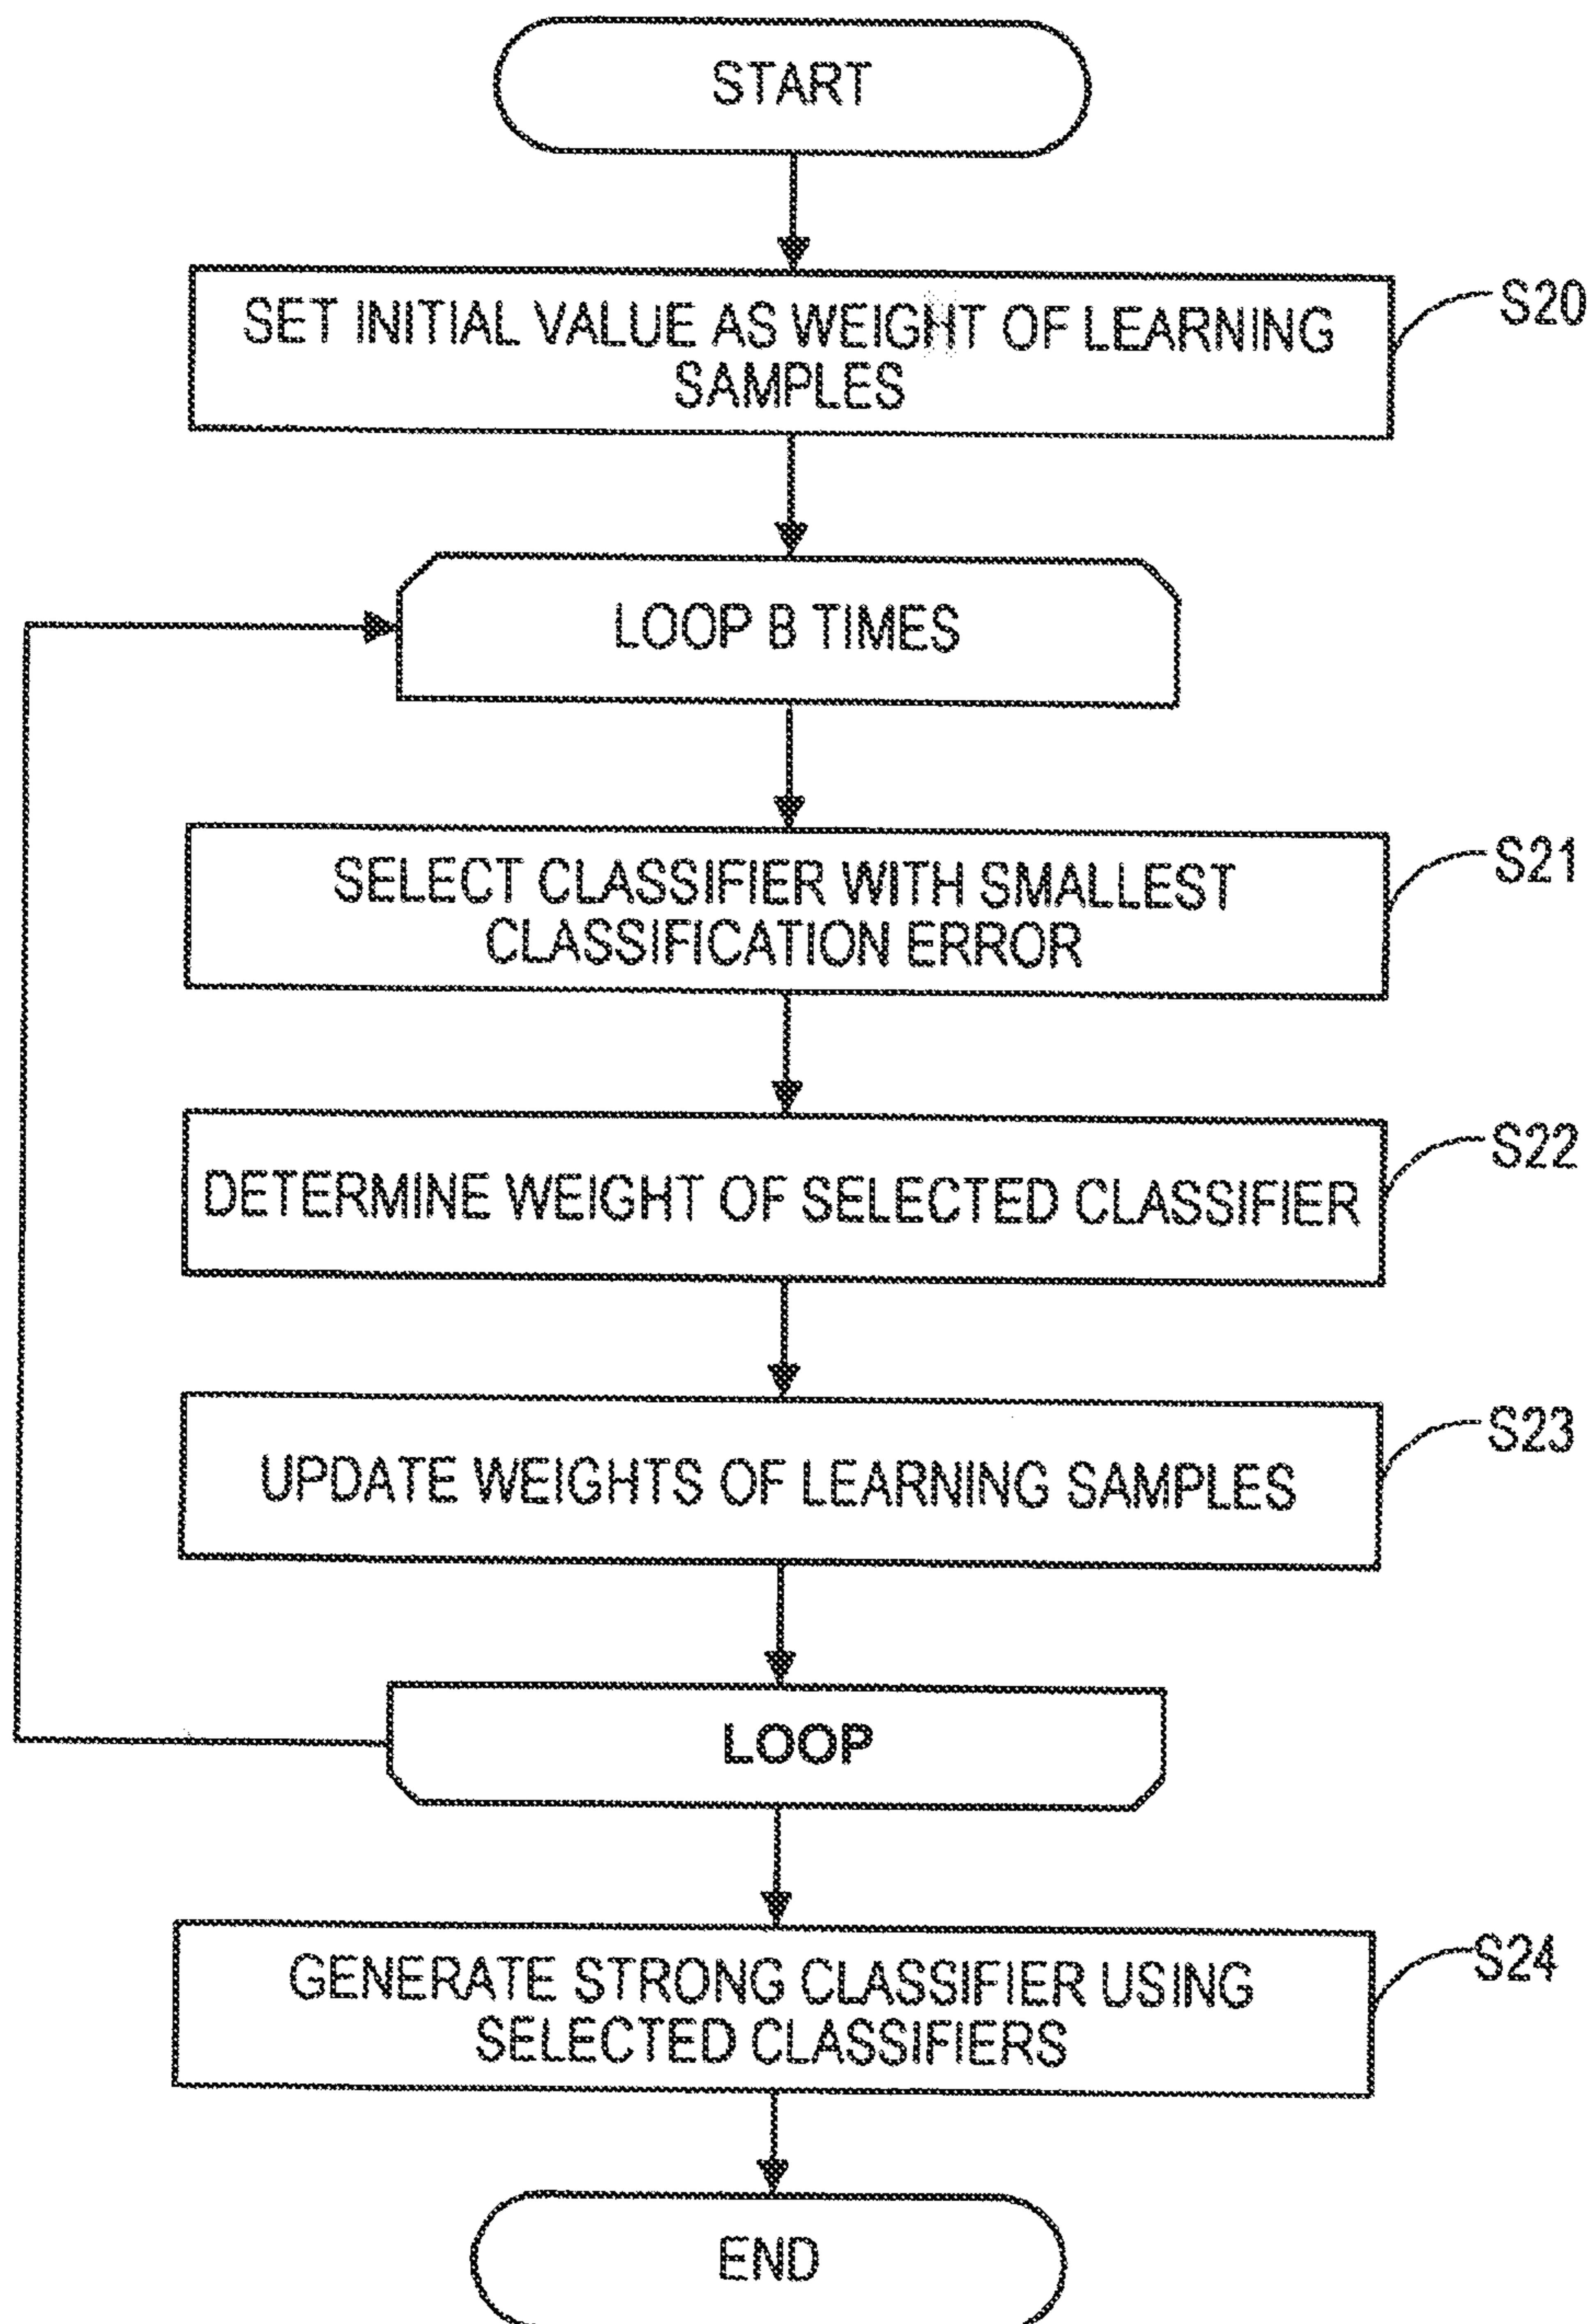 START
SET INITIAL VALUE AS WEIGHT OF LEARNING
SAMPLES
S20
LOOP B TIMES
SELECT CLASSIFIER WITH SMALLEST
CLASSIFICATION ERROR
S21
DETERMINE WEIGHT OF SELECTED CLASSIFIER
S22
UPDATE WEIGHTS OF LEARNING SAMPLES
S23
LOOP
GENERATE STRONG CLASSIFIER USING
SELECTED CLASSIFIERS
S24
END